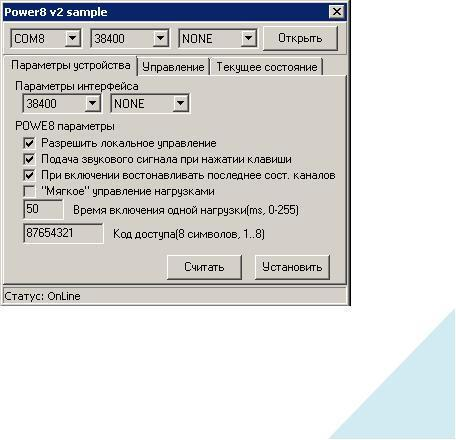 Power8 v2 sample
COM8 38400 NONE Открыть
Параметры устройства Управление Текущее состояние
Параметры интерфейса
38400 NONE
POWE8 параметры
Разрешить локальное управление
Подача звукового сигнала при нажатии клавиши
При включении востонавливать последнее сост. каналов
"Мягкое" управление нагрузками
50 Время включения одной нагрузки(ms, 0-255)
87654321 Код доступа(8 символов, 1..8)
Считать Установить
Статус: OnLine